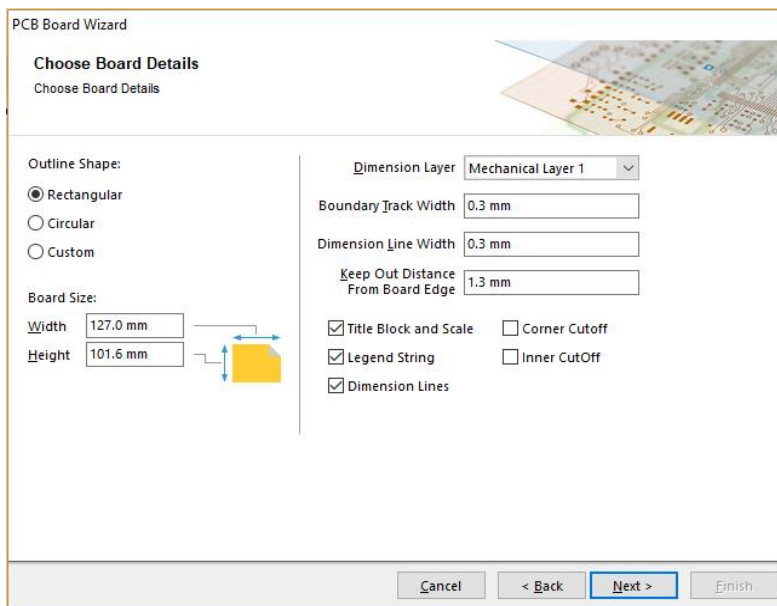 PCB Board Wizard
Choose Board Details
Choose Board Details
Outline Shape:
Rectangular
Circular
Custom
Board Size:
Width 127.0 mm
Height 101.6 mm
Dimension Layer Mechanical Layer 1
Boundary Track Width 0.3 mm
Dimension Line Width 0.3 mm
Keep Out Distance
From Board Edge 1.3 mm
Title Block and Scale Corner Cutoff
Legend String Inner CutOff
Dimension Lines
Cancel < Back Next > Finish